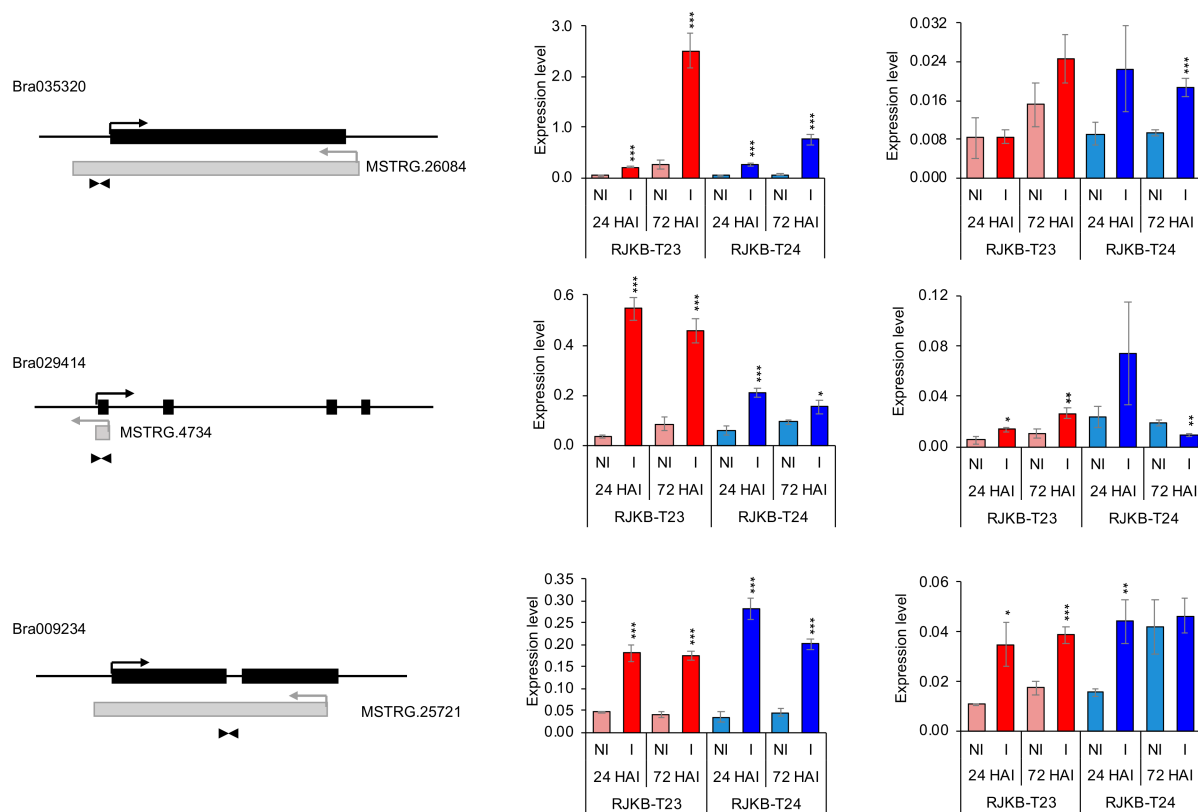 Bra035320
MSTRG.26084
Expression level
4.0
3.0
2.0
1.0
0.0
***
***
***
***
NI I NI I NI I NI I
24 HAI 72 HAI 24 HAI 72 HAI
RJKB-T23 RJKB-T24
Expression level
0.032
0.024
0.016
0.008
0.000
***
NI I NI I NI I NI I
24 HAI 72 HAI 24 HAI 72 HAI
RJKB-T23 RJKB-T24
Bra029414
MSTRG.4734
Expression level
0.6
0.4
0.2
0.0
***
***
***
*
NI I NI I NI I NI I
24 HAI 72 HAI 24 HAI 72 HAI
RJKB-T23 RJKB-T24
Expression level
0.12
0.08
0.04
0.00
*
**
**
NI I NI I NI I NI I
24 HAI 72 HAI 24 HAI 72 HAI
RJKB-T23 RJKB-T24
Bra009234
MSTRG.25721
Expression level
0.35
0.30
0.25
0.20
0.15
0.10
0.05
0.00
***
***
***
***
NI I NI I NI I NI I
24 HAI 72 HAI 24 HAI 72 HAI
RJKB-T23 RJKB-T24
Expression level
0.06
0.04
0.02
0.00
*
***
**
NI I NI I NI I NI I
24 HAI 72 HAI 24 HAI 72 HAI
RJKB-T23 RJKB-T24